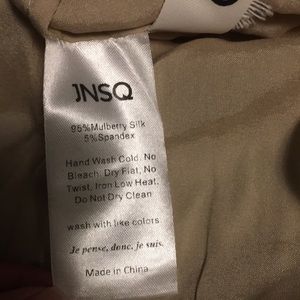 JNSQ
95%Mulberry Silk
5%Spandex
Hand Wash Cold, No
Bleach, Dry Flat, No
Twist, Iron Low Heat,
Do Not Dry Clean
wash with like colors
Je pense, donc, je suis.
Made in China